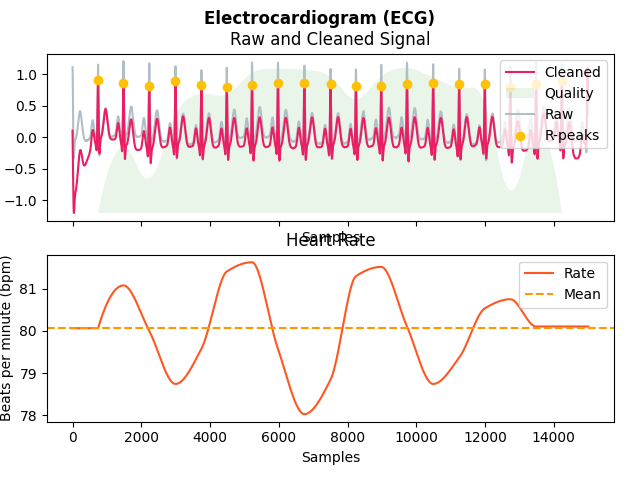 Electrocardiogram (ECG)
Raw and Cleaned Signal
1.0
0.5
0.0
−0.5
−1.0
Cleaned
Quality
Raw
R-peaks
Samples
Heart Rate
Beats per minute (bpm)
81
80
79
78
Rate
Mean
0 2000 4000 6000 8000 10000 12000 14000
Samples